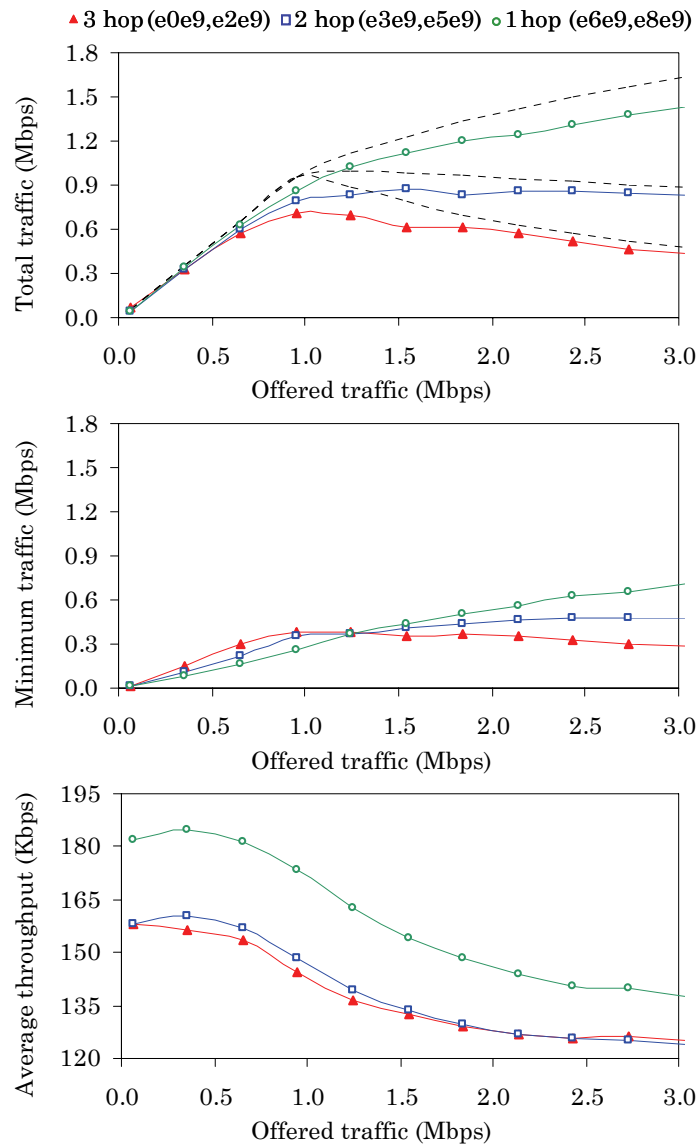 3 hop (e0e9,e2e9) 2 hop (e3e9,e5e9) 1 hop (e6e9,e8e9)
Total traffic (Mbps)
1.8
1.5
1.2
0.9
0.6
0.3
0.0
0.0 0.5 1.0 1.5 2.0 2.5 3.0
Offered traffic (Mbps)
Minimum traffic (Mbps)
1.8
1.5
1.2
0.9
0.6
0.3
0.0
0.0 0.5 1.0 1.5 2.0 2.5 3.0
Offered traffic (Mbps)
Average throughput (Kbps)
195
180
165
150
135
120
0.0 0.5 1.0 1.5 2.0 2.5 3.0
Offered traffic (Mbps)